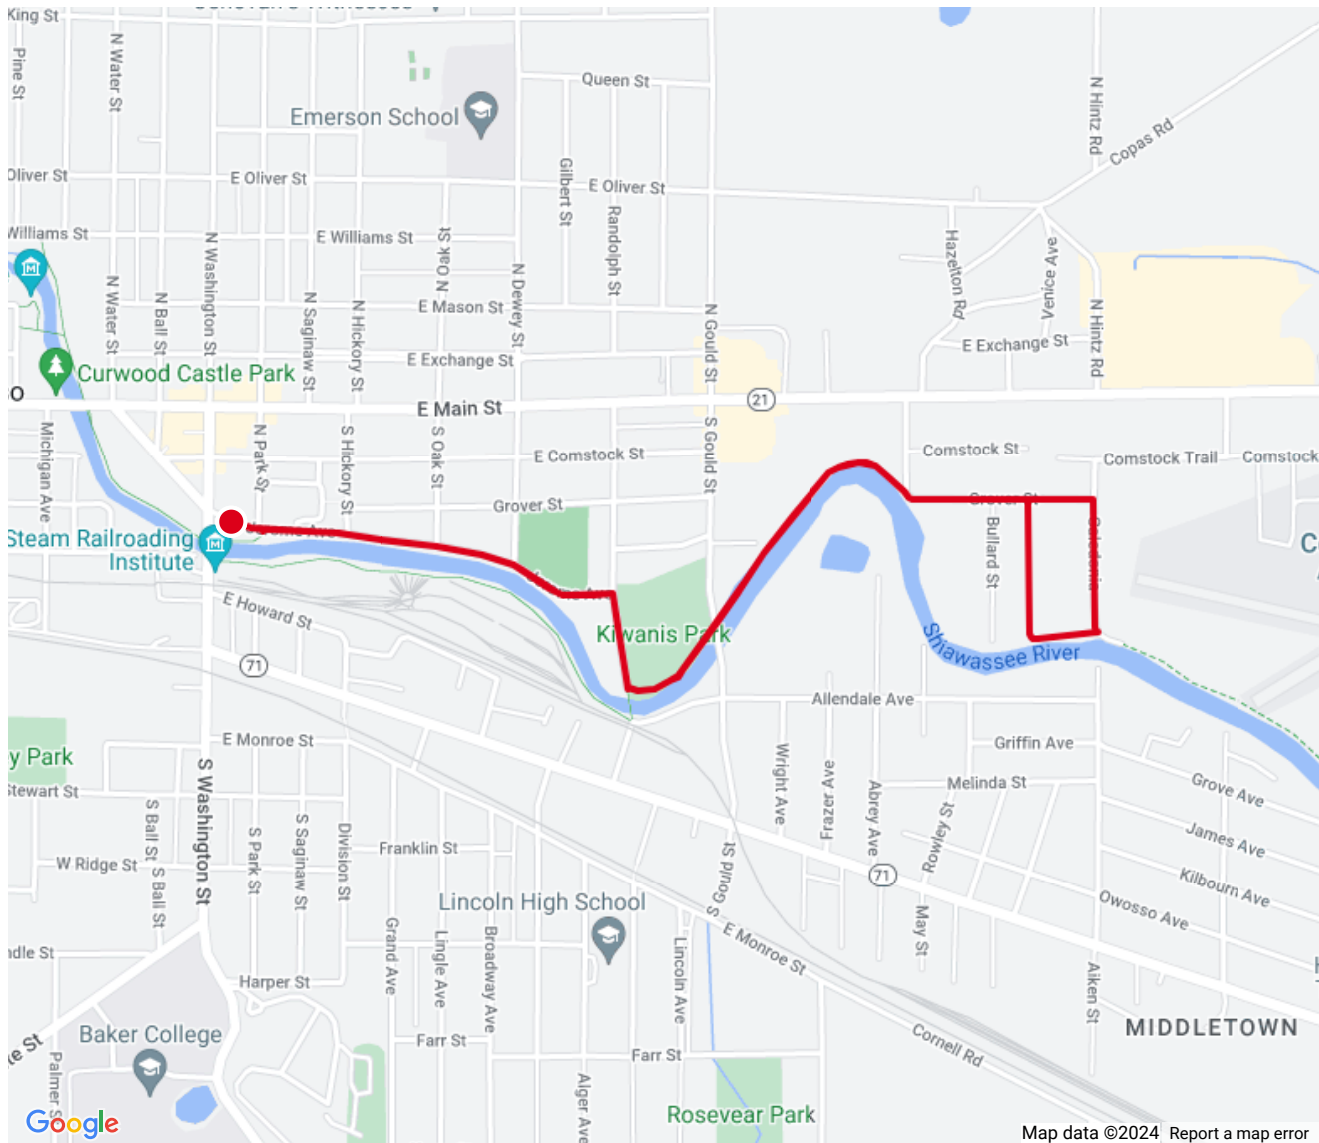 King St
N Water St
Pine St
Emerson School
Queen St
N Hintz Rd
Copas Rd
Oliver St
E Oliver St
Gilbert St
E Oliver St
Randolph St
Williams St
N Washington St
E Williams St
N Oak St
N Dewey St
Hazelton Rd
Venice Ave
N Water St
N Ball St
N Saginaw St
N Hickory St
E Mason St
N Gould St
N Hintz Rd
E Exchange St
E Exchange St
Curwood Castle Park
E Main St
21
Michigan Ave
N Park St
S Hickory St
S Oak St
E Comstock St
S Gould St
Comstock St
Comstock Trail
Comstock
Grover St
Grover St
Bullard St
Caledonia
Steam Railroading
Institute
Jerome Ave
Jerome Ave
E Howard St
Kiwanis Park
Shiawassee River
71
Allendale Ave
y Park
E Monroe St
Griffin Ave
Stewart St
S Washington St
Wright Ave
Frazer Ave
Abrey Ave
Melinda St
Grove Ave
S Ball St
S Ball St
S Park St
S Saginaw St
Division St
Rowley St
James Ave
W Ridge St
Franklin St
S Gould St
71
Kilbourn Ave
Owosso Ave
Lincoln High School
May St
ndle St
Grand Ave
Lingle Ave
Broadway Ave
Lincoln Ave
E Monroe St
Aiken St
Harper St
Baker College
MIDDLETOWN
Palmer S
Farr St
Farr St
Alger Ave
Cornell Rd
Rosevear Park
Google
Map data ©2024
Report a map error